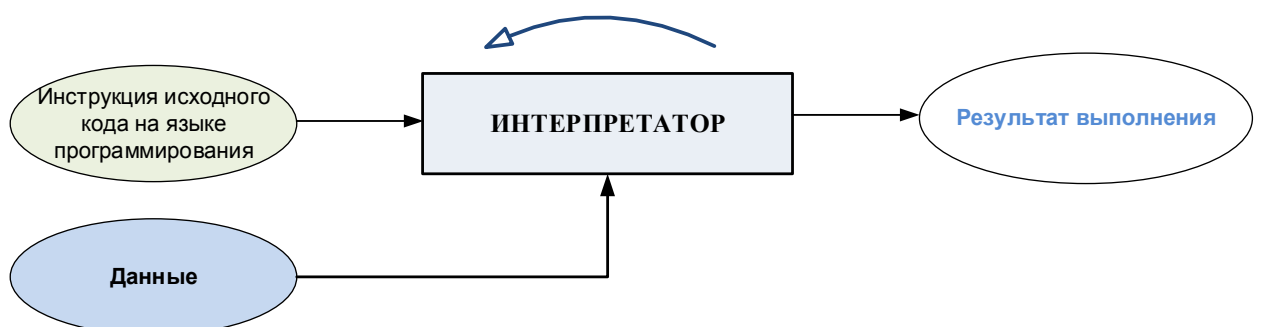 Инструкция исходного
кода на языке
программирования
ИНТЕРПРЕТАТОР
Результат выполнения
Данные